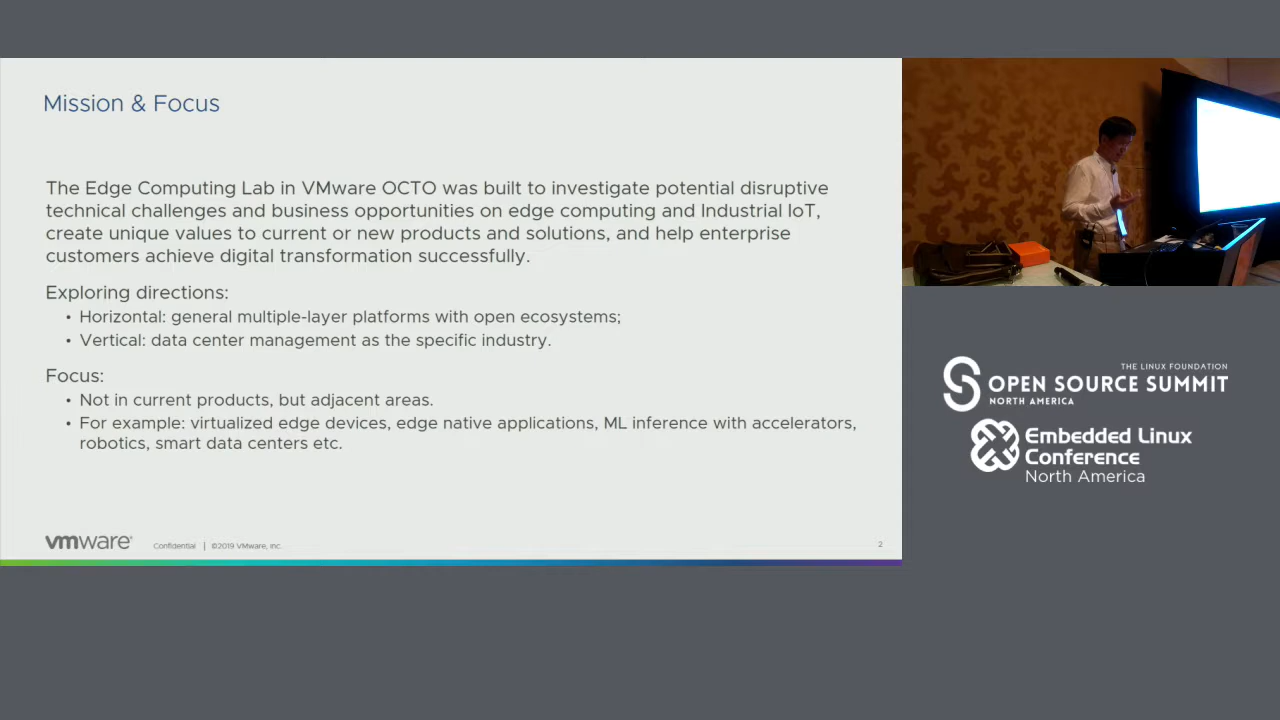 Mission & Focus
The Edge Computing Lab in VMware OCTO was built to investigate potential disruptive
technical challenges and business opportunities on edge computing and Industrial IoT,
create unique values to current or new products and solutions, and help enterprise
customers achieve digital transformation successfully.
Exploring directions:
• Horizontal: general multiple-layer platforms with open ecosystems;
• Vertical: data center management as the specific industry.
Focus:
• Not in current products, but adjacent areas.
• For example: virtualized edge devices, edge native applications, ML inference with accelerators,
robotics, smart data centers etc.
vmware®
Confidential | ©2019 VMware, Inc.
2
THE LINUX FOUNDATION
OPEN SOURCE SUMMIT
NORTH AMERICA
Embedded Linux
Conference
North America